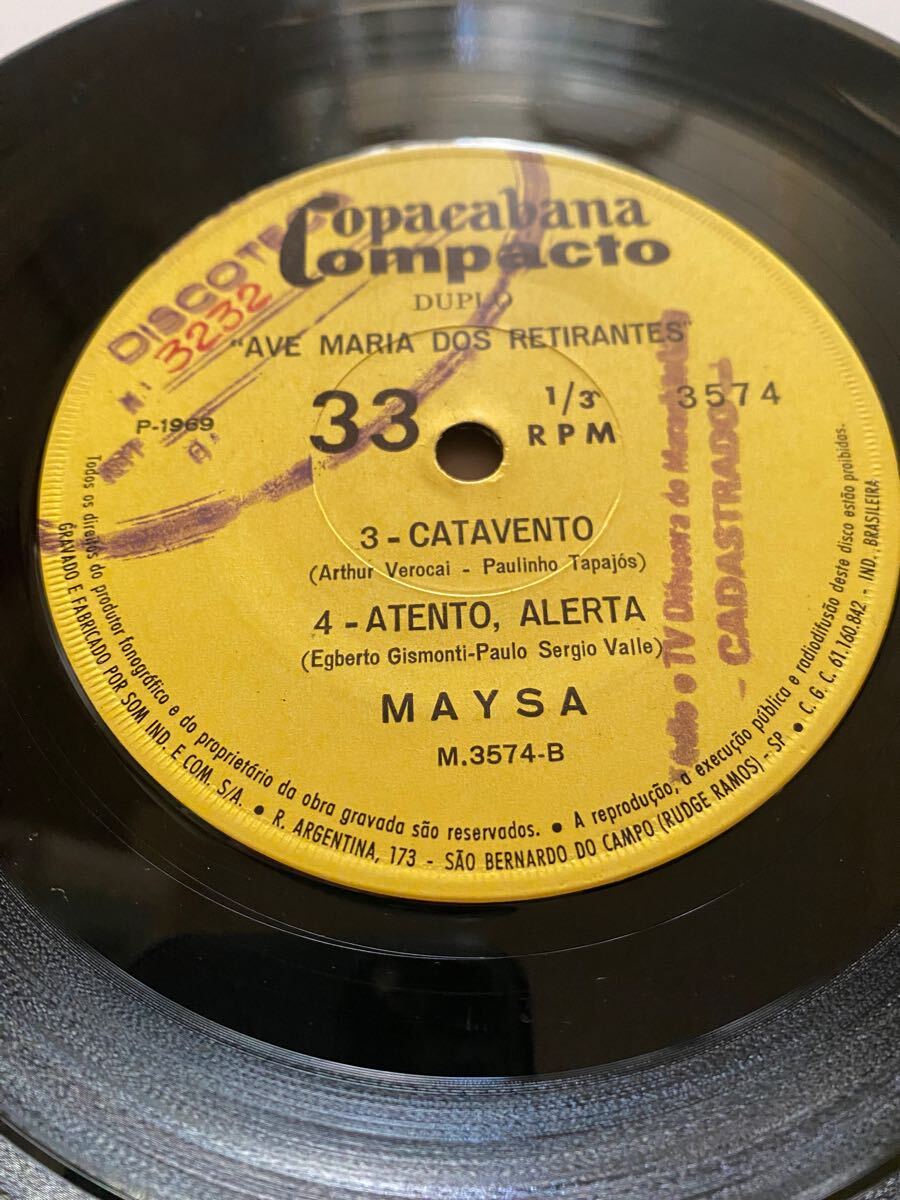 Copacabana
Compacto
DUPLO
DISCOTECA
3232
"AVE MARIA DOS RETIRANTES"
P-1969
33 1/3 RPM
3574
3 - CATAVENTO
(Arthur Verocai - Paulinho Tapajós)
4 - ATENTO, ALERTA
(Egberto Gismonti-Paulo Sergio Valle)
MAYSA
M.3574-B
Rádio e TV Difusora do
CADASTRADO
Todos os direitos do produtor fonográfico e do proprietário da obra gravada são reservados. • A reprodução, a execução pública e radiodifusão deste disco estão proibidas.
GRAVADO E FABRICADO POR SOM IND. E COM. S/A. • R. ARGENTINA, 173 - SÃO BERNARDO DO CAMPO (RUDGE RAMOS) - SP • C. G. C. 61.160.842 - IND. BRASILEIRA